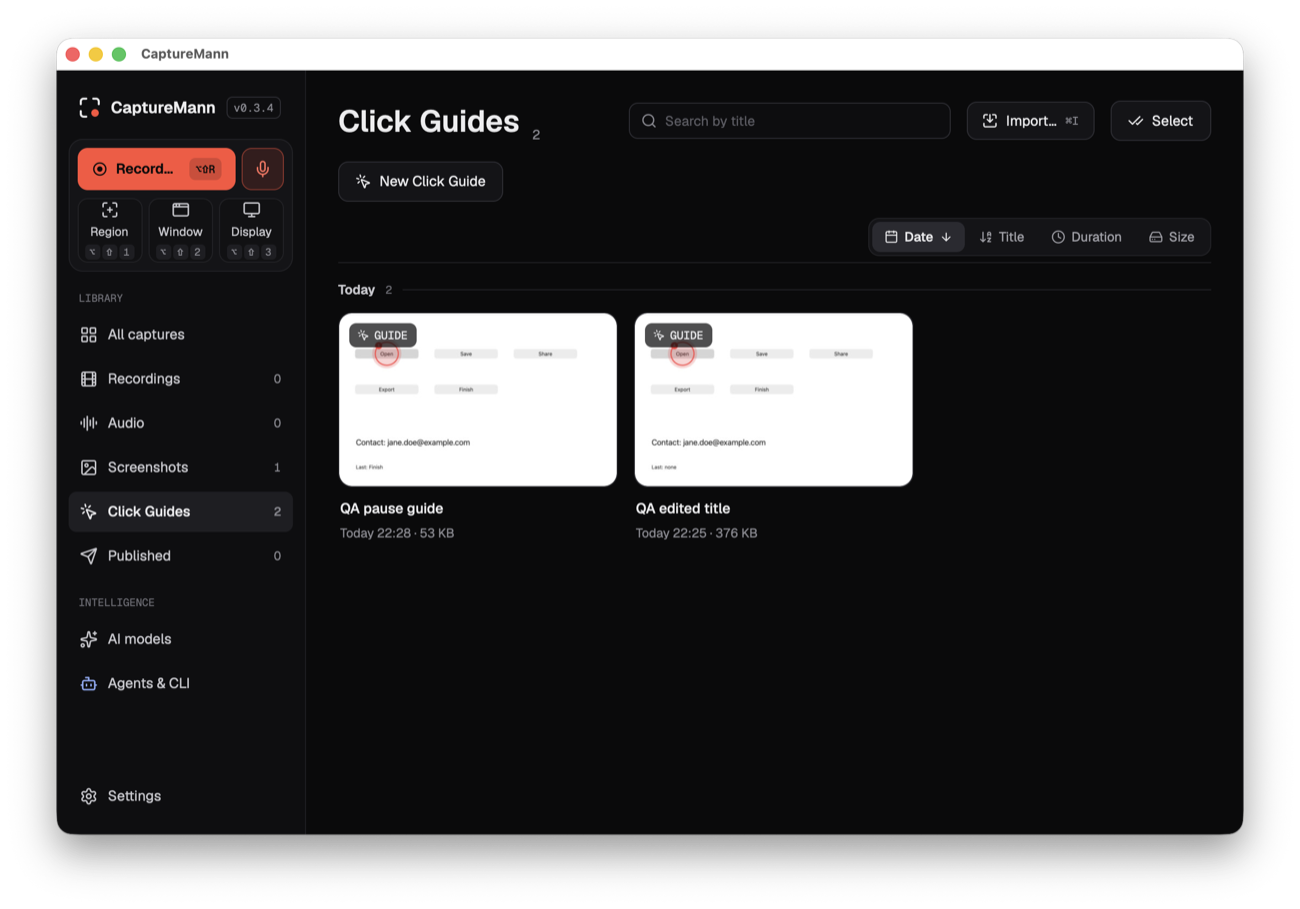 CaptureMann
CaptureMann v0.3.4
Record... ⌥⇧R
Region Window Display
⌥ ⇧ 1 ⌥ ⇧ 2 ⌥ ⇧ 3
LIBRARY
All captures
Recordings 0
Audio 0
Screenshots 1
Click Guides 2
Published 0
INTELLIGENCE
AI models
Agents & CLI
Settings
Click Guides 2
Search by title
Import... ⌘I
Select
New Click Guide
Date ↓ Title Duration Size
Today 2
GUIDE
Open Save Share
Export Finish
Contact: jane.doe@example.com
Last: Finish
QA pause guide
Today 22:28 · 53 KB
GUIDE
Open Save Share
Export Finish
Contact: jane.doe@example.com
Last: none
QA edited title
Today 22:25 · 376 KB